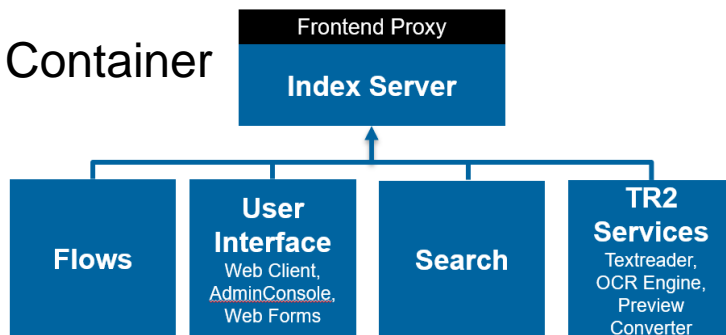 Frontend Proxy
Container
Index Server
Flows
User
Interface
Web Client,
AdminConsole,
Web Forms
Search
TR2
Services
Textreader,
OCR Engine,
Preview
Converter